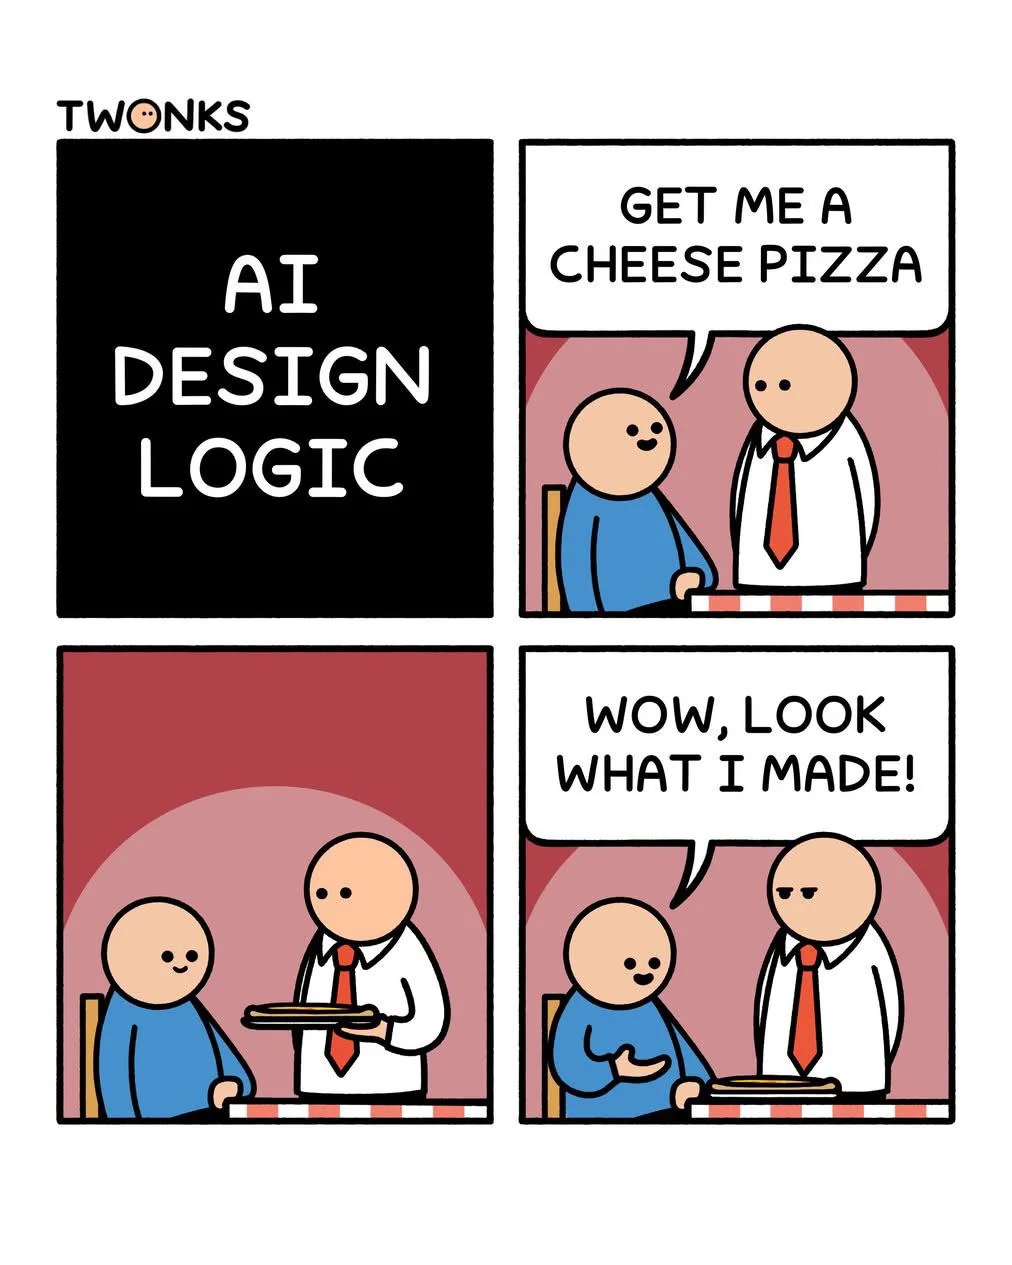 TWONKS
AI
DESIGN
LOGIC
GET ME A
CHEESE PIZZA
WOW, LOOK
WHAT I MADE!